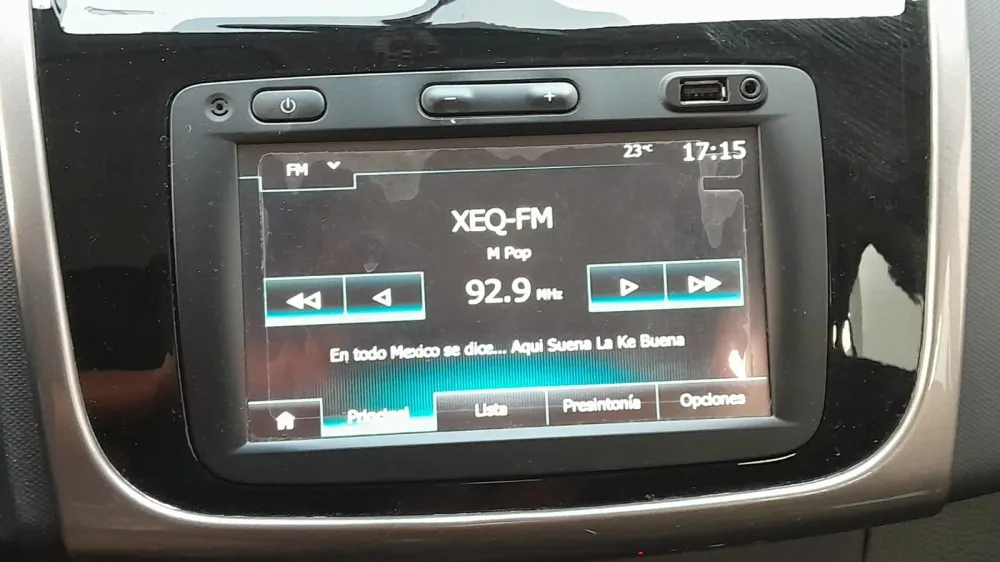 23°C 17:15
FM
XEQ-FM
M Pop
92.9 MHz
En todo Mexico se dice... Aqui Suena La Ke Buena
Principal Lista Presintonía Opciones